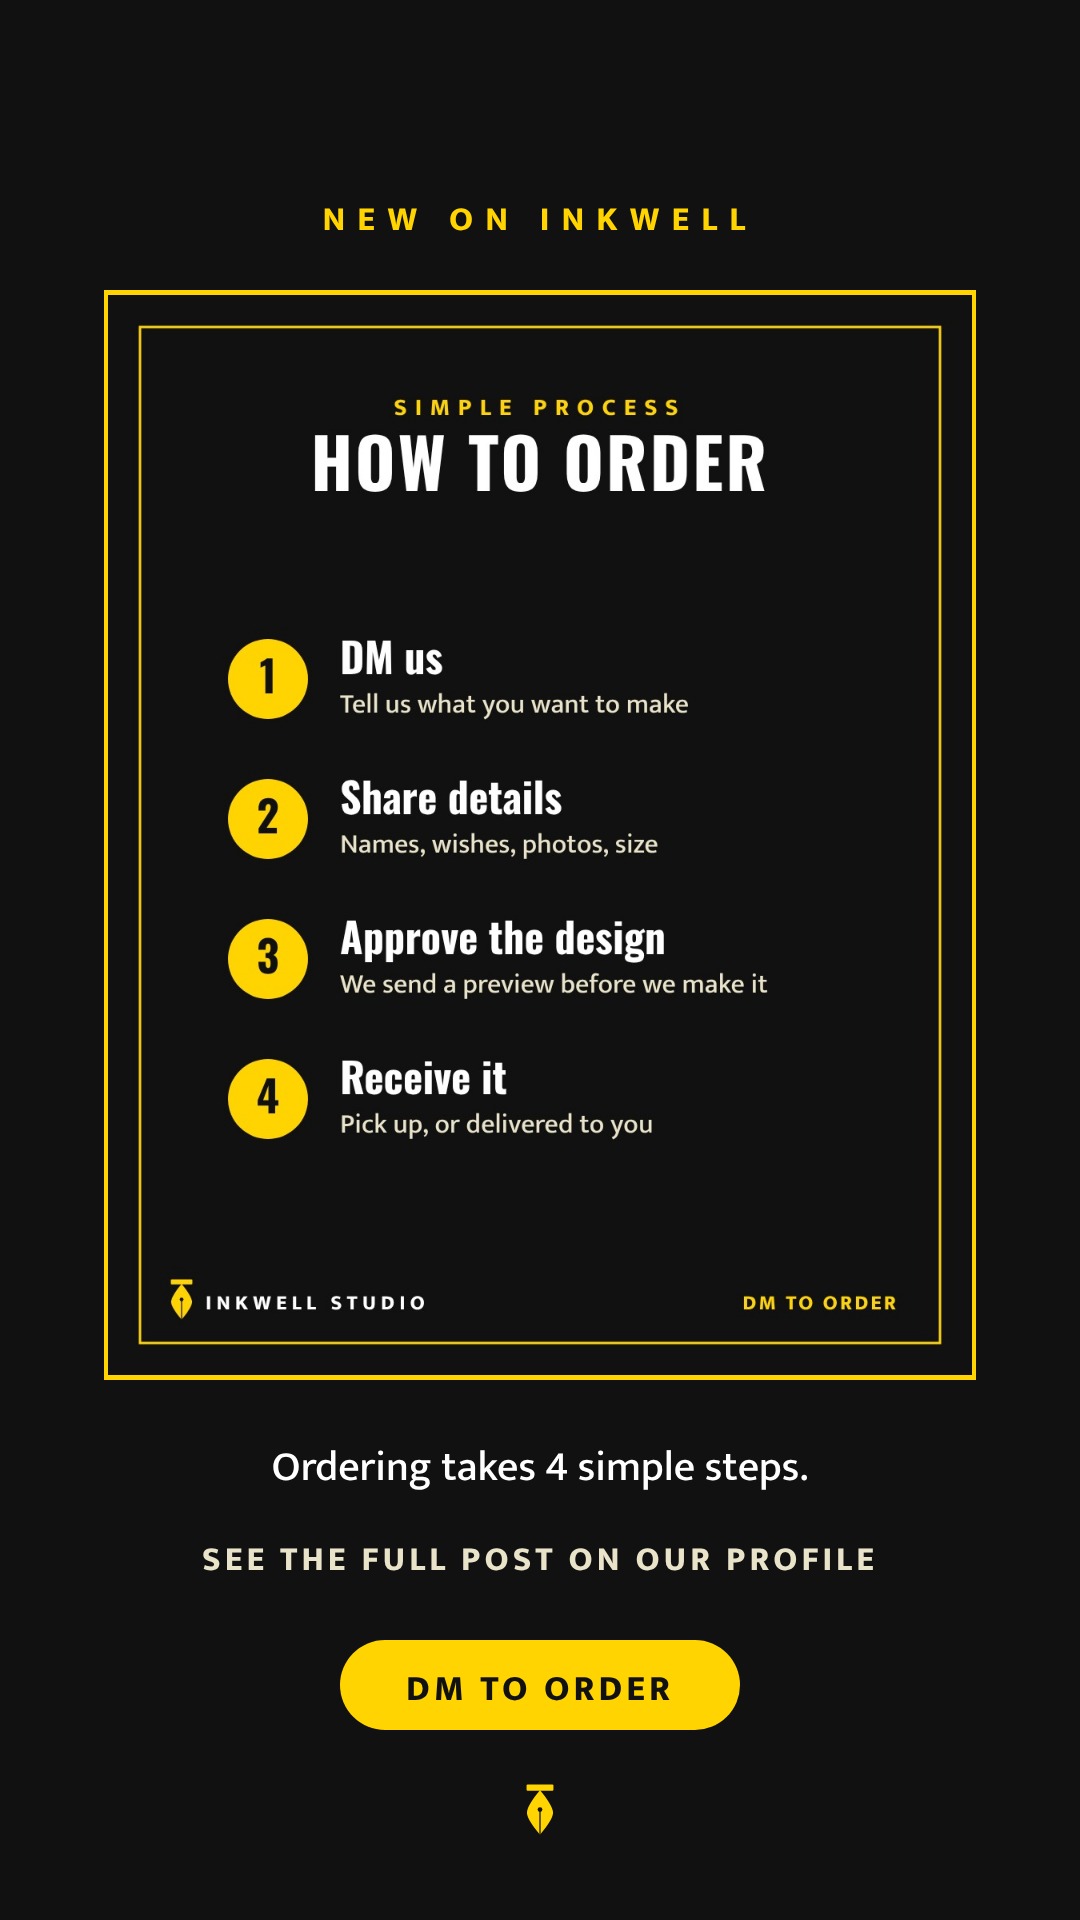 NEW ON INKWELL
SIMPLE PROCESS
HOW TO ORDER
1
DM us
Tell us what you want to make
2
Share details
Names, wishes, photos, size
3
Approve the design
We send a preview before we make it
4
Receive it
Pick up, or delivered to you
INKWELL STUDIO
DM TO ORDER
Ordering takes 4 simple steps.
SEE THE FULL POST ON OUR PROFILE
DM TO ORDER